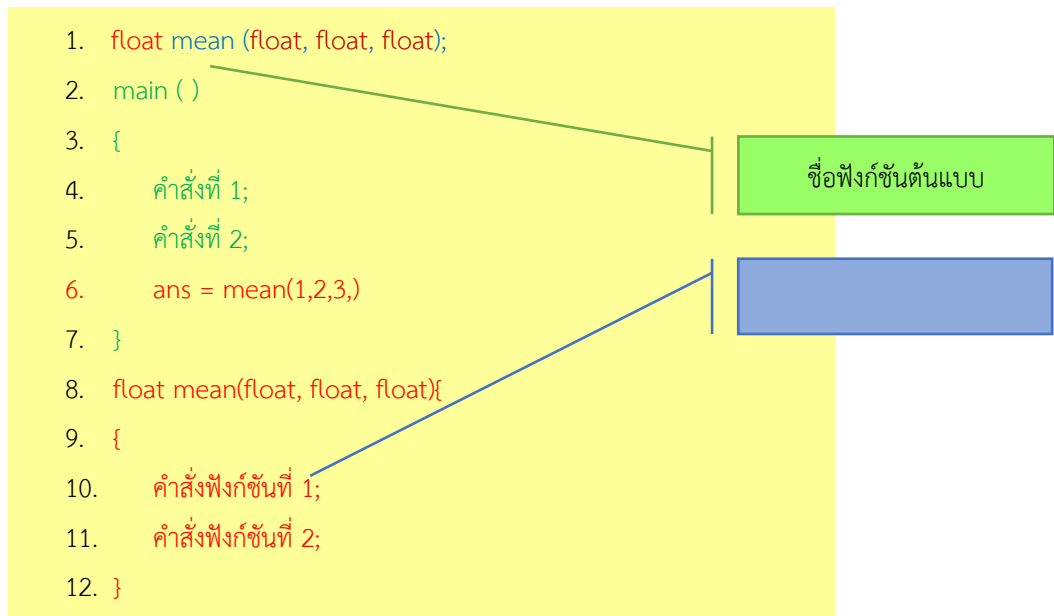 1. float mean (float, float, float);
2. main ( )
3. {
4. คำสั่งที่ 1;
5. คำสั่งที่ 2;
6. ans = mean(1,2,3,)
7. }
8. float mean(float, float, float){
9. {
10. คำสั่งฟังก์ชันที่ 1;
11. คำสั่งฟังก์ชันที่ 2;
12. }
ชื่อฟังก์ชันต้นแบบ